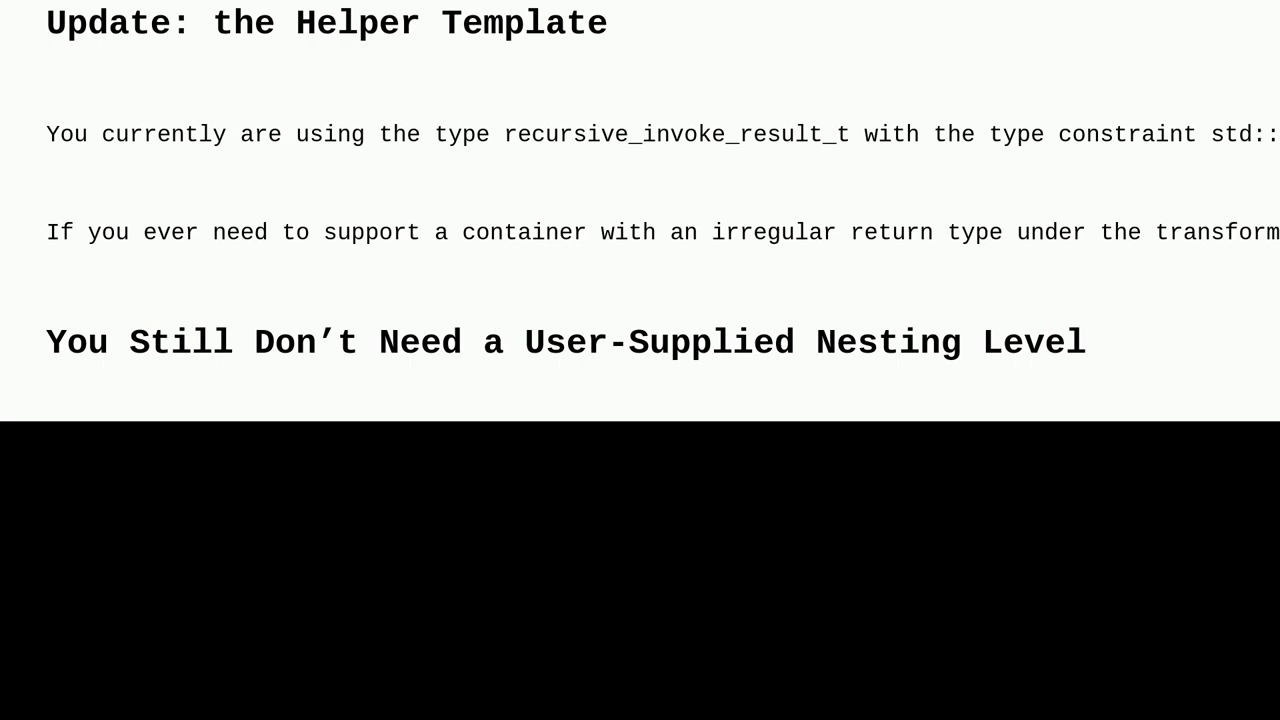 Update: the Helper Template
You currently are using the type recursive_invoke_result_t with the type constraint std::
If you ever need to support a container with an irregular return type under the transform
You Still Don’t Need a User-Supplied Nesting Level